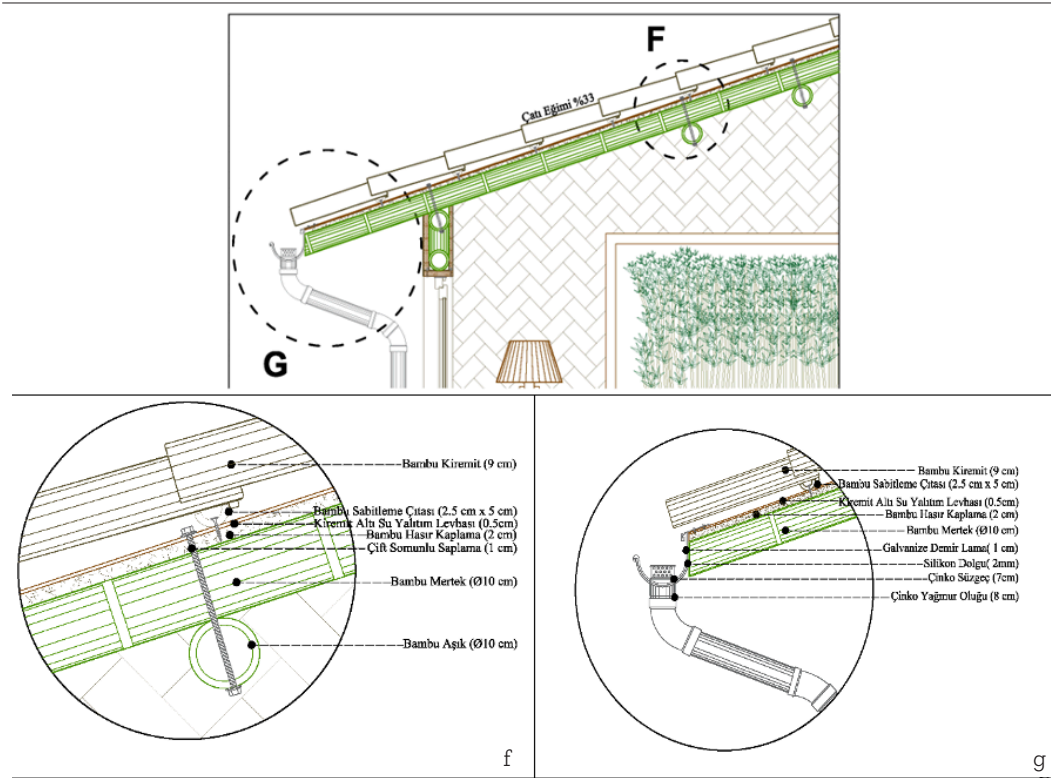 F
Çatı Eğimi %33
G
Bambu Kiremit (9 cm)
Bambu Sabitleme Çıtası (2.5 cm x 5 cm)
Kiremit Altı Su Yalıtım Levhası (0.5cm)
Bambu Hasır Kaplama (2 cm)
Çift Somunlu Saplama (1 cm)
Bambu Mertek (Ø10 cm)
Bambu Aşık (Ø10 cm)
f
Bambu Kiremit (9 cm)
Bambu Sabitleme Çıtası (2.5 cm x 5 cm)
Kiremit Altı Su Yalıtım Levhası (0.5cm)
Bambu Hasır Kaplama (2 cm)
Bambu Mertek (Ø10 cm)
Galvanize Demir Lama( 1 cm)
Silikon Dolgu( 2mm)
Çinko Süzgeç (7cm)
Çinko Yağmur Oluğu (8 cm)
g